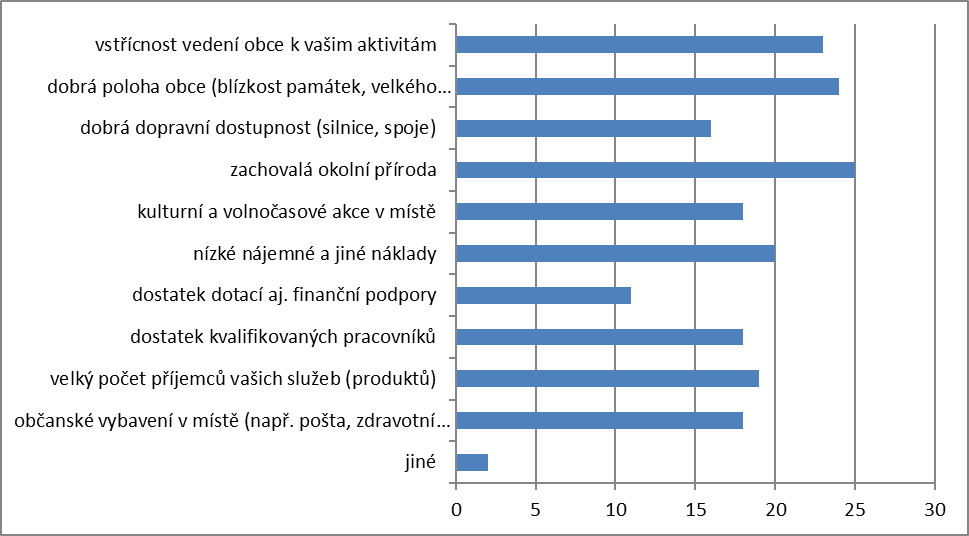 vstřícnost vedení obce k vašim aktivitám
dobrá poloha obce (blízkost památek, velkého...
dobrá dopravní dostupnost (silnice, spoje)
zachovalá okolní příroda
kulturní a volnočasové akce v místě
nízké nájemné a jiné náklady
dostatek dotací aj. finanční podpory
dostatek kvalifikovaných pracovníků
velký počet příjemců vašich služeb (produktů)
občanské vybavení v místě (např. pošta, zdravotní...
jiné
0 5 10 15 20 25 30